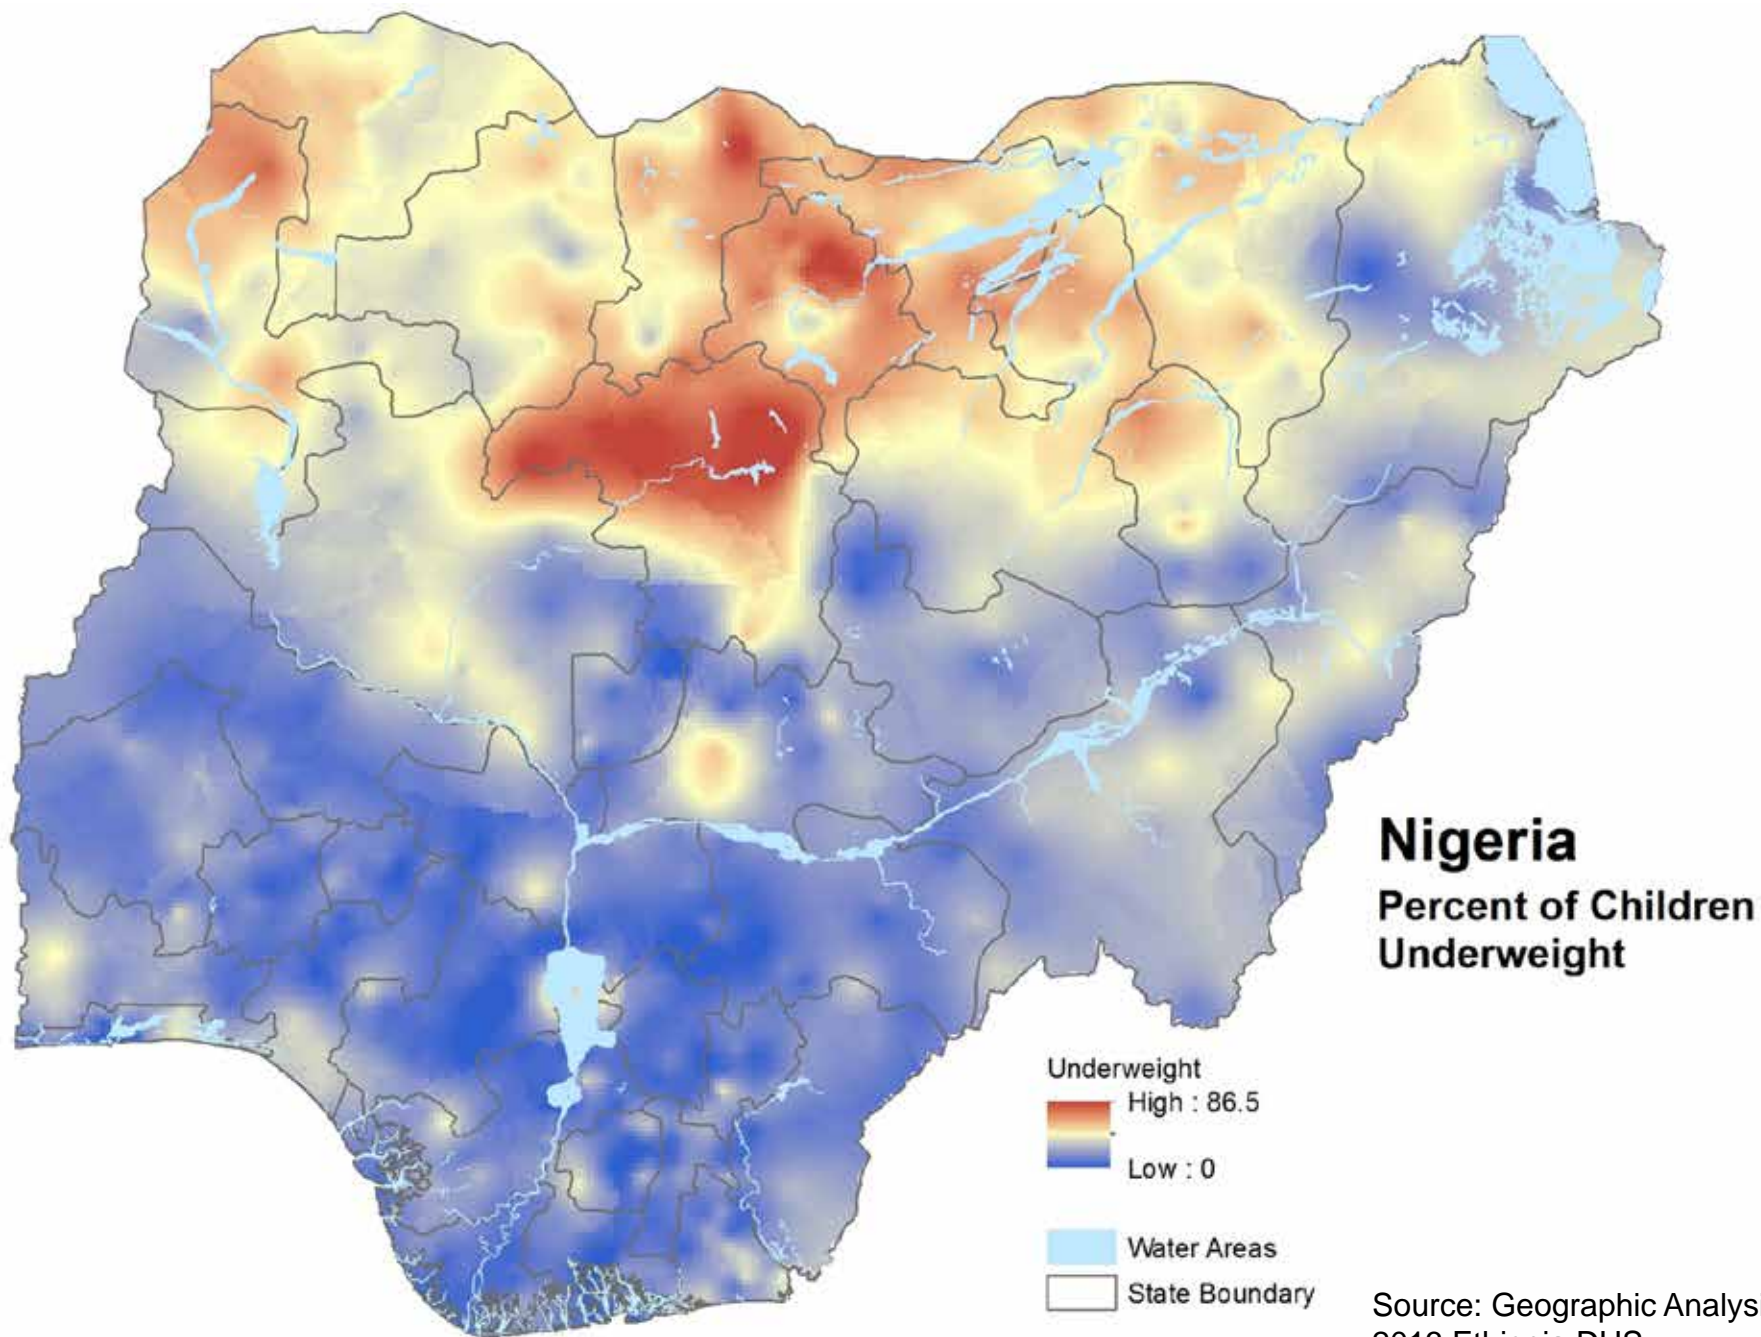 Nigeria
Percent of Children
Underweight
Underweight
High : 86.5
Low : 0
Water Areas
State Boundary
Source: Geographic Analys